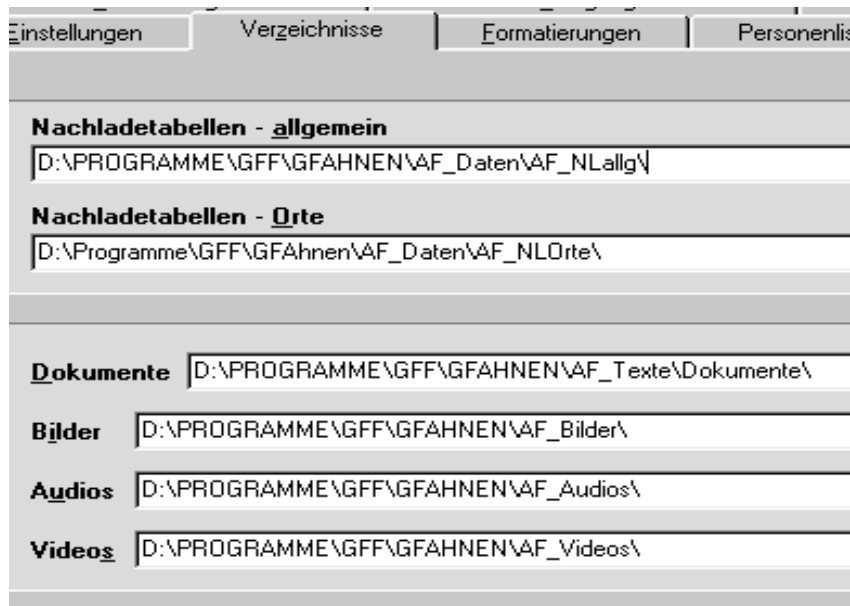 Einstellungen Verzeichnisse Formatierungen
Nachladetabellen - allgemein
D:\PROGRAMME\GFF\GFAHNEN\AF_Daten\AF_NLallg\
Nachladetabellen - Orte
D:\Programme\GFF\GFAhnen\AF_Daten\AF_NLOrte\
Dokumente D:\PROGRAMME\GFF\GFAHNEN\AF_Texte\Dokumente\
Bilder D:\PROGRAMME\GFF\GFAHNEN\AF_Bilder\
Audios D:\PROGRAMME\GFF\GFAHNEN\AF_Audios\
Videos D:\PROGRAMME\GFF\GFAHNEN\AF_Videos\